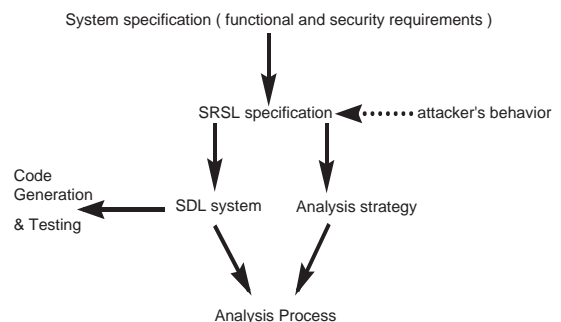 System specification ( functional and security requirements )
SRSL specification
attacker's behavior
Code
Generation
& Testing
SDL system
Analysis strategy
Analysis Process